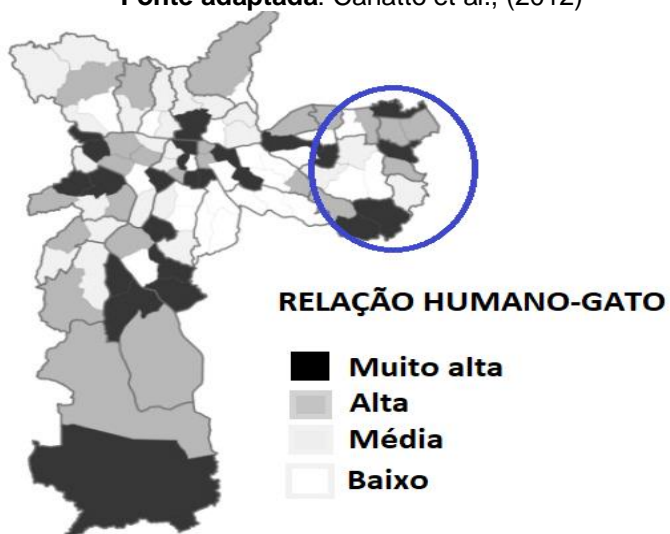 Fonte adaptada: Canatto et al., (2012)
RELAÇÃO HUMANO-GATO
Muito alta
Alta
Média
Baixo